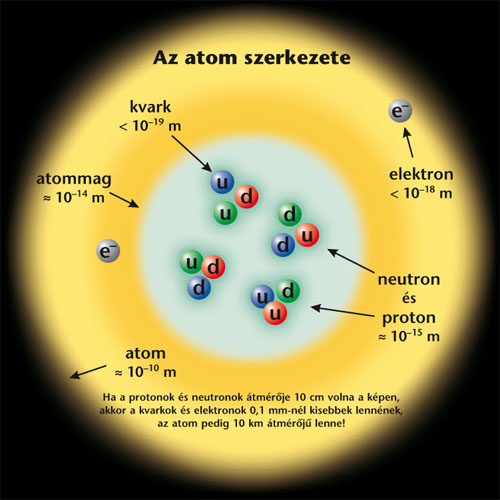 Az atom szerkezete
kvark
< 10⁻¹⁹ m
e⁻
elektron
< 10⁻¹⁸ m
atommag
≈ 10⁻¹⁴ m
u
d
u
d
u
d
e⁻
u
d
d
u
d
u
neutron
és
proton
≈ 10⁻¹⁵ m
atom
≈ 10⁻¹⁰ m
Ha a protonok és neutronok átmérője 10 cm volna a képen,
akkor a kvarkok és elektronok 0,1 mm-nél kisebbek lennének,
az atom pedig 10 km átmérőjű lenne!